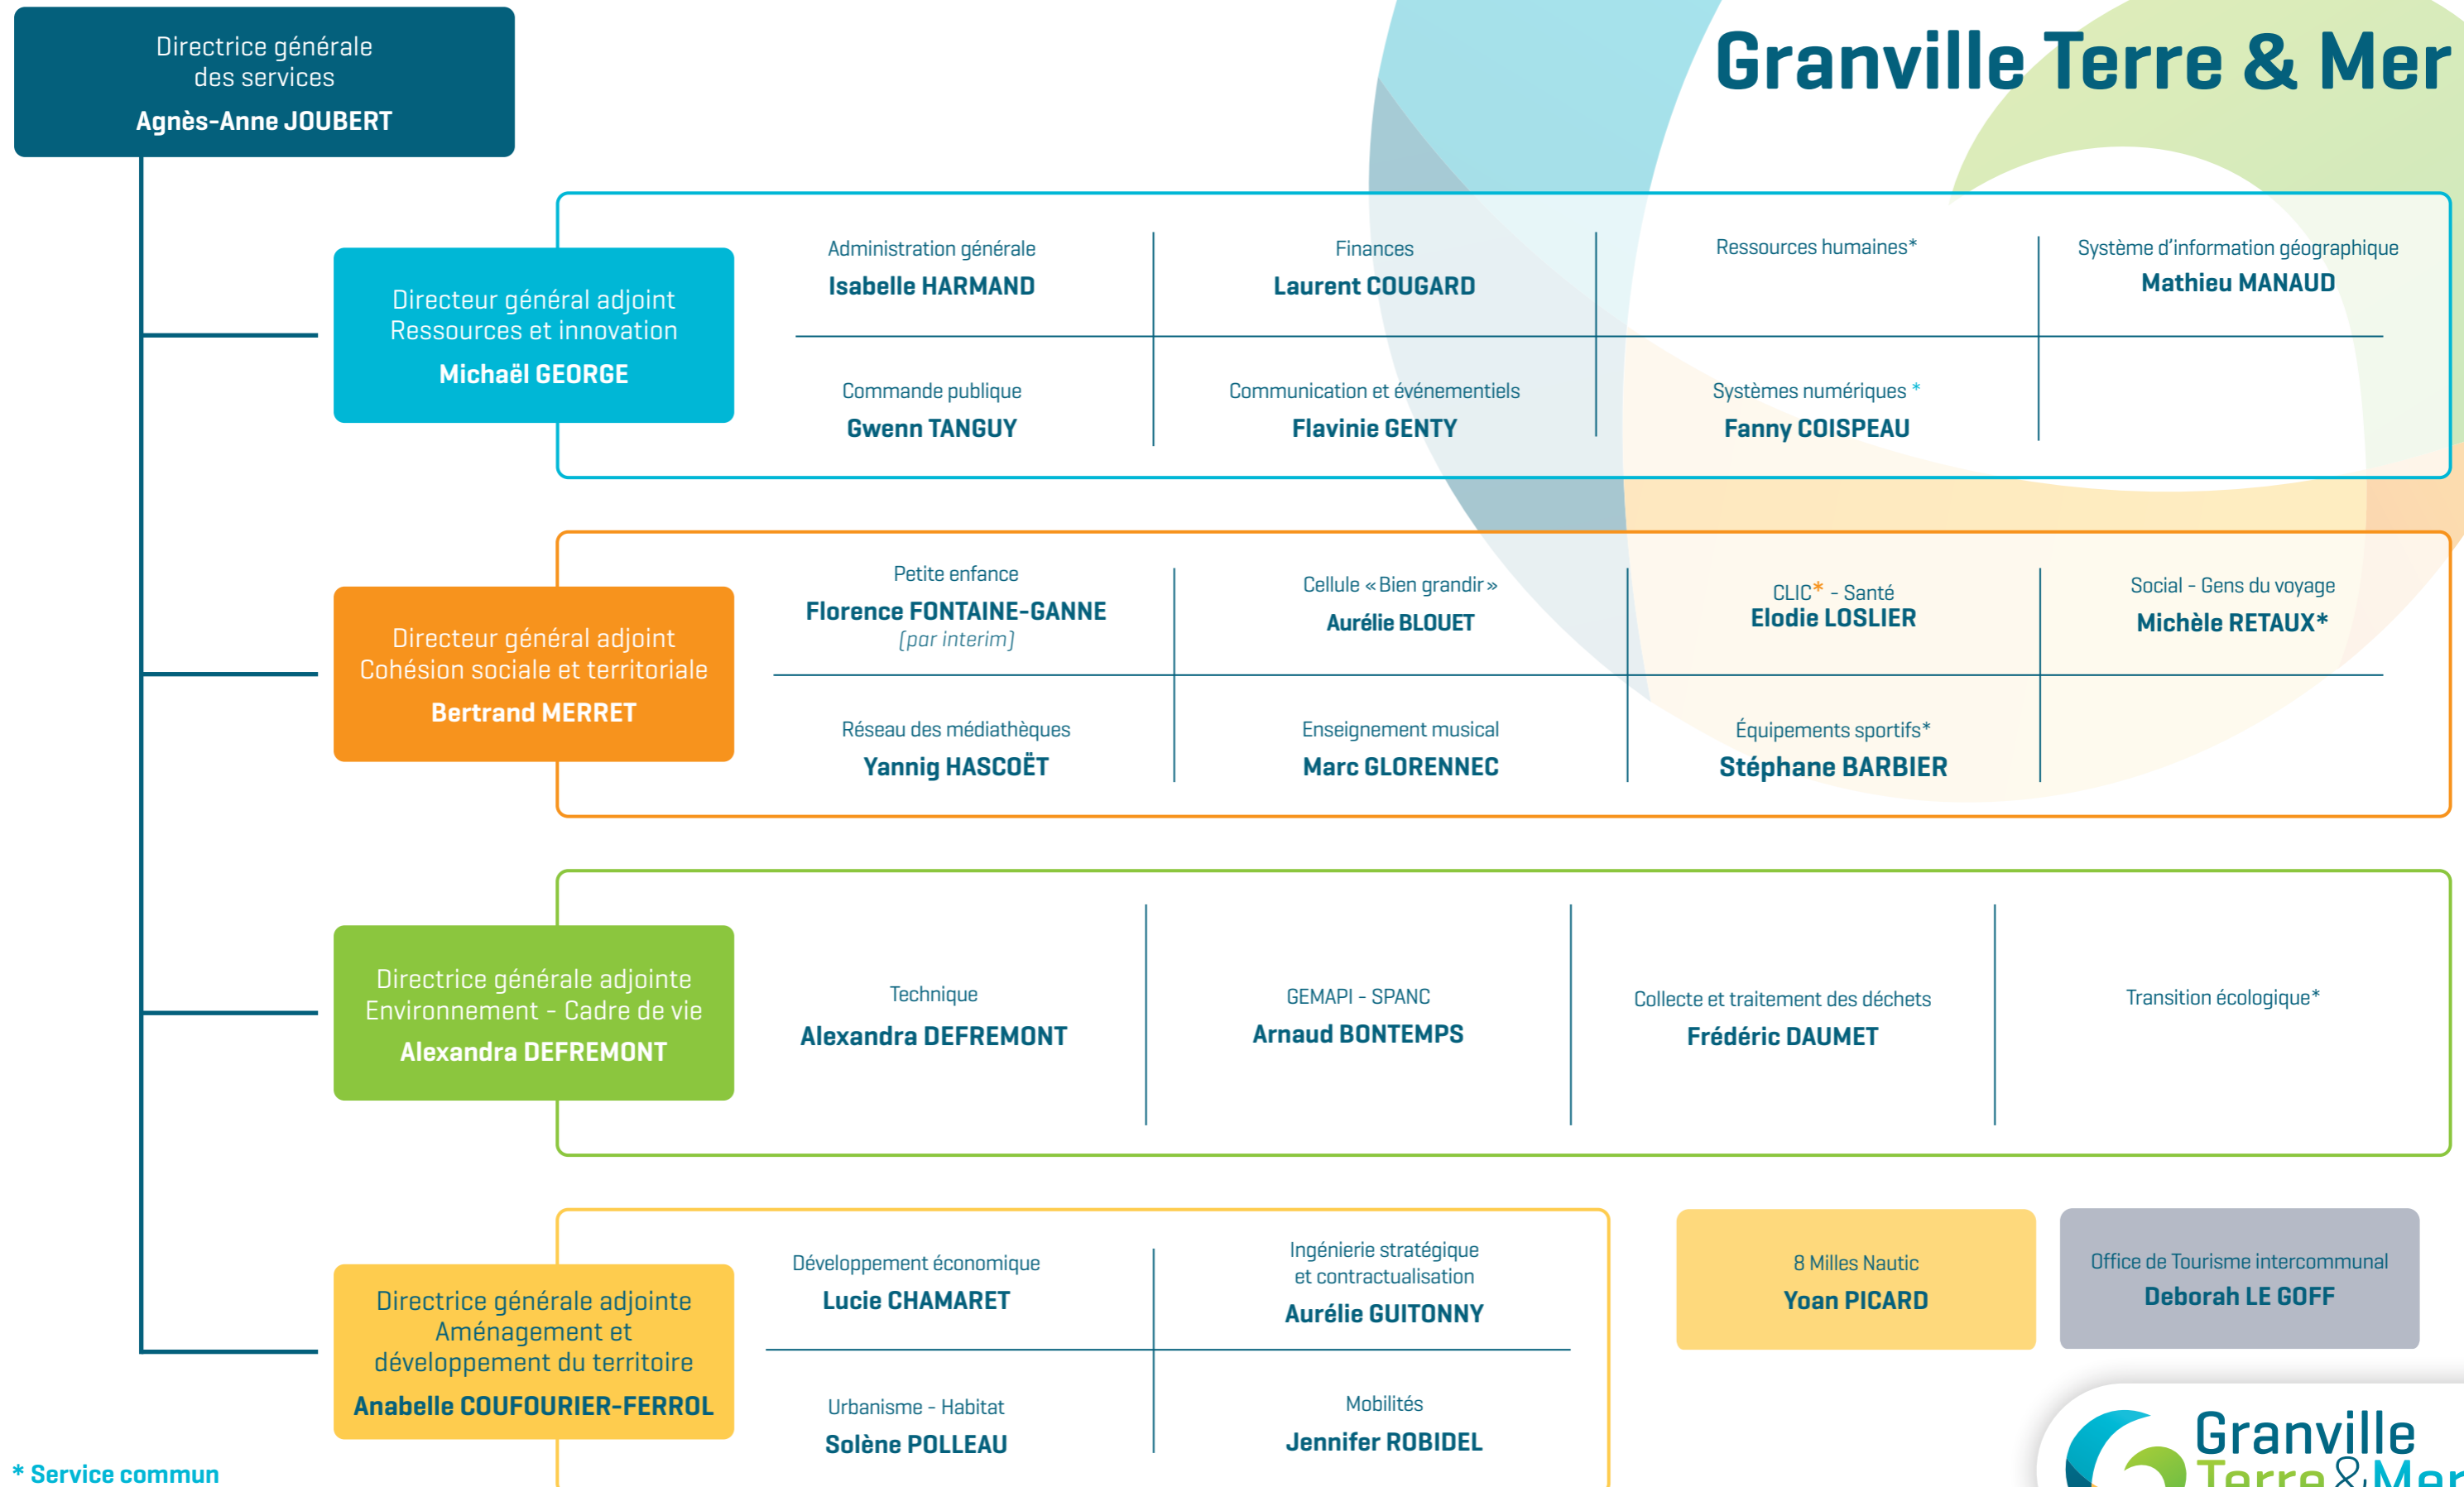 Directrice générale
des services
Agnès-Anne JOUBERT
Granville Terre & Mer
Directeur général adjoint
Ressources et innovation
Michaël GEORGE
Administration générale
Isabelle HARMAND
Finances
Laurent COUGARD
Ressources humaines*
Système d'information géographique
Mathieu MANAUD
Commande publique
Gwenn TANGUY
Communication et événementiels
Flavinie GENTY
Systèmes numériques *
Fanny COISPEAU
Directeur général adjoint
Cohésion sociale et territoriale
Bertrand MERRET
Petite enfance
Florence FONTAINE-GANNE
(par interim)
Cellule « Bien grandir »
Aurélie BLOUET
CLIC* - Santé
Elodie LOSLIER
Social - Gens du voyage
Michèle RETAUX*
Réseau des médiathèques
Yannig HASCOËT
Enseignement musical
Marc GLORENNEC
Équipements sportifs*
Stéphane BARBIER
Directrice générale adjointe
Environnement - Cadre de vie
Alexandra DEFREMONT
Technique
Alexandra DEFREMONT
GEMAPI - SPANC
Arnaud BONTEMPS
Collecte et traitement des déchets
Frédéric DAUMET
Transition écologique*
Directrice générale adjointe
Aménagement et
développement du territoire
Anabelle COUFOURIER-FERROL
Développement économique
Lucie CHAMARET
Ingénierie stratégique
et contractualisation
Aurélie GUITONNY
Urbanisme - Habitat
Solène POLLEAU
Mobilités
Jennifer ROBIDEL
8 Milles Nautic
Yoan PICARD
Office de Tourisme intercommunal
Deborah LE GOFF
* Service commun
Granville
Terre & Mer